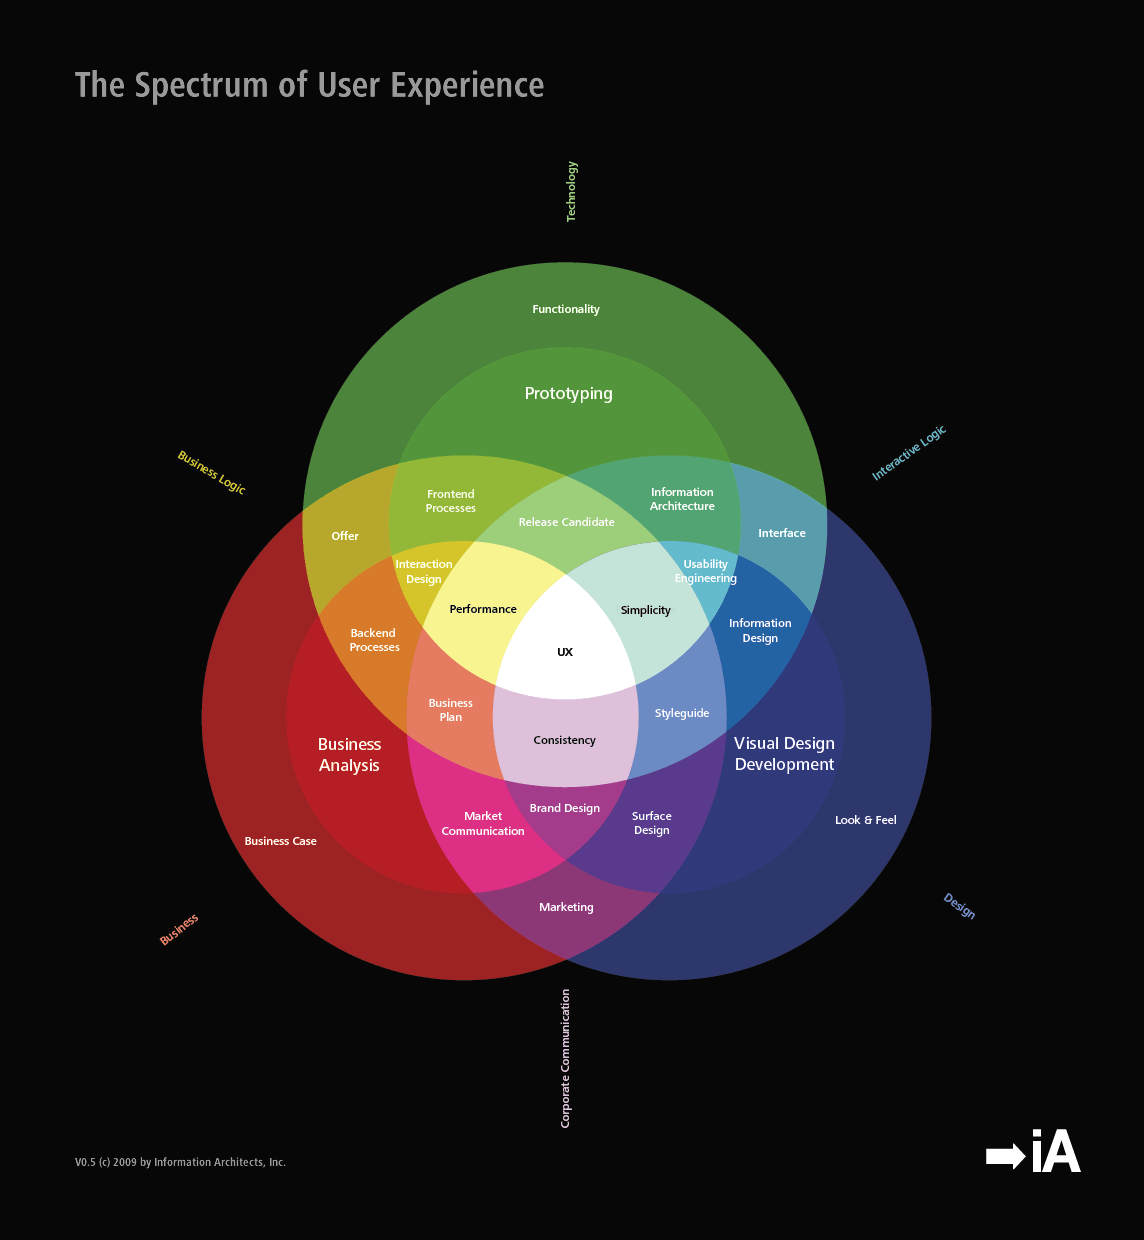 The Spectrum of User Experience
Technology
Functionality
Prototyping
Business Logic
Interactive Logic
Frontend
Processes
Information
Architecture
Release Candidate
Offer
Interface
Interaction
Design
Usability
Engineering
Performance
Simplicity
Backend
Processes
Information
Design
UX
Business
Plan
Styleguide
Consistency
Business
Analysis
Visual Design
Development
Brand Design
Market
Communication
Surface
Design
Look & Feel
Business Case
Marketing
Business
Design
Corporate Communication
V0.5 (c) 2009 by Information Architects, Inc.
iA